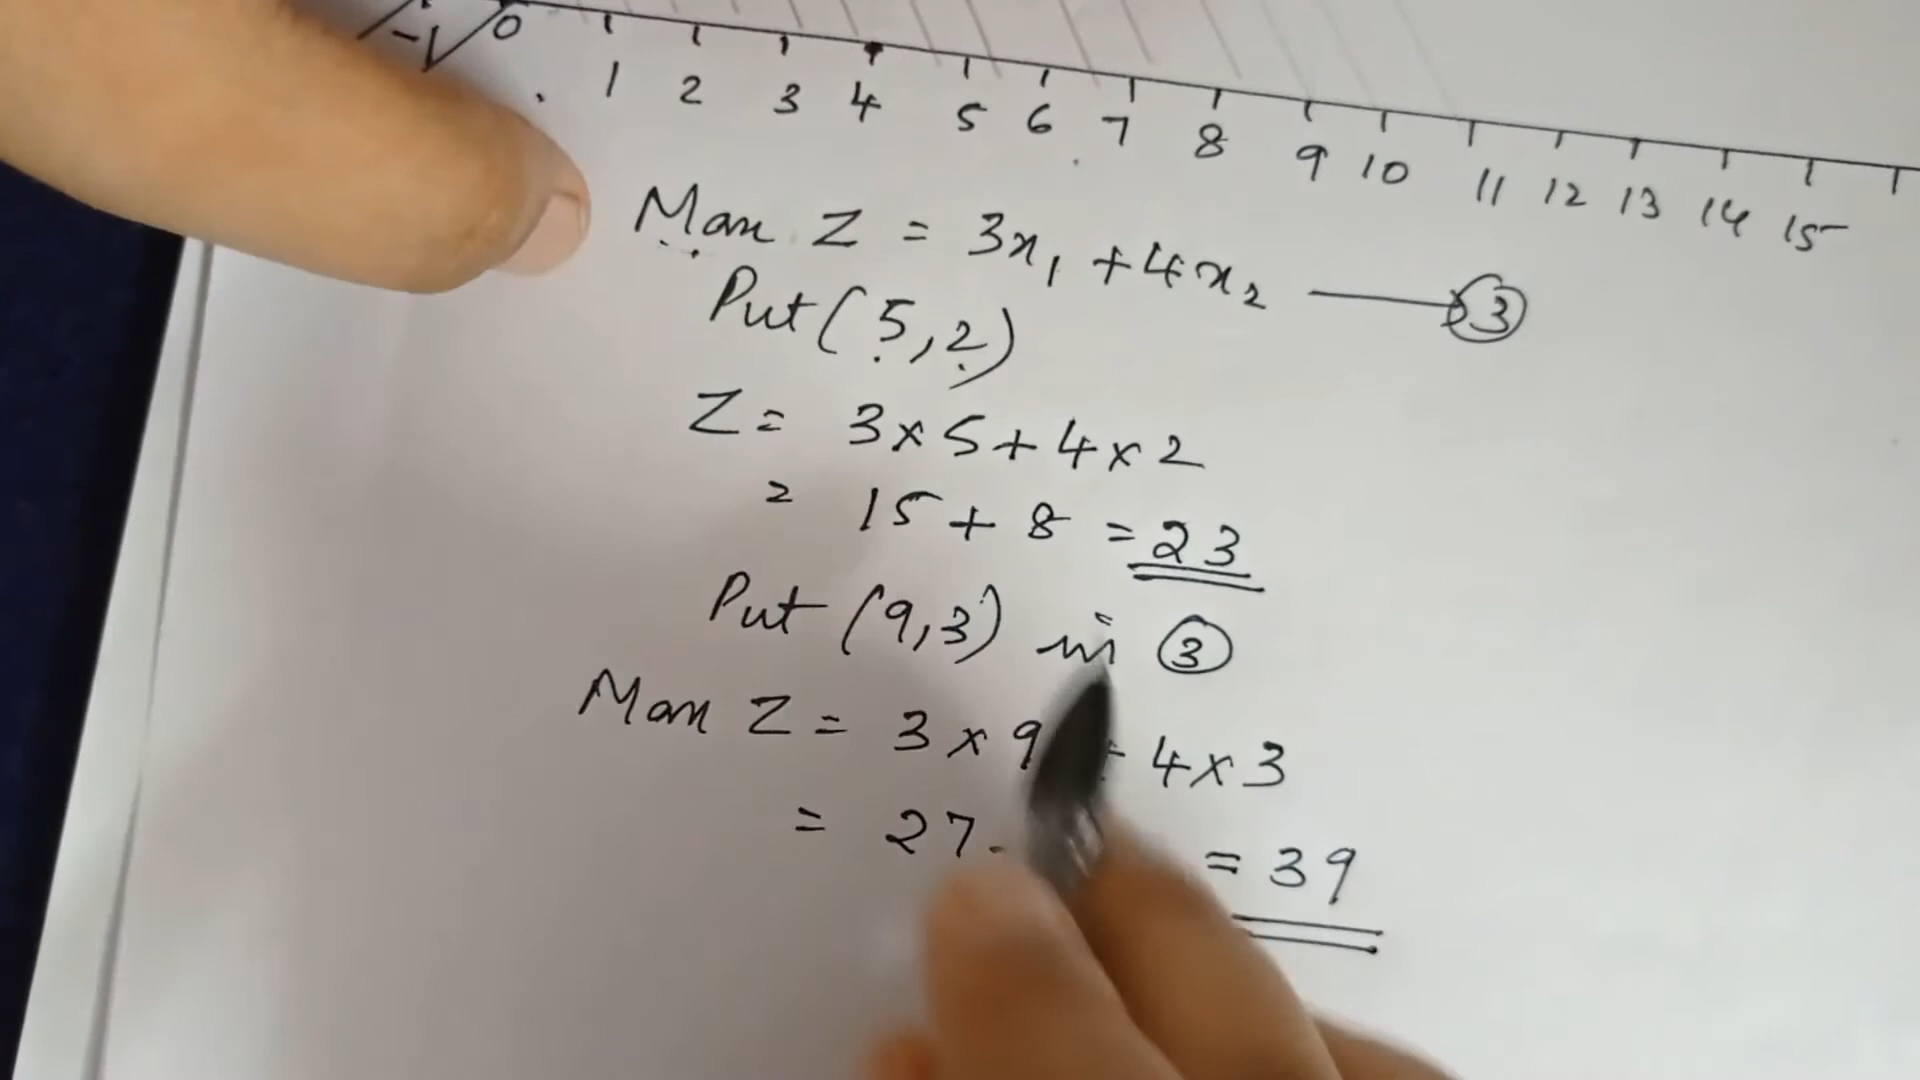 0
1 2 3 4 5 6 7 8 9 10 11 12 13 14 15
Max Z = 3x₁ + 4x₂ → ③
Put (5,2)
Z = 3×5 + 4×2
= 15 + 8 = 23
Put (9,3) in ③
Max Z = 3×9 + 4×3
= 27 = 39